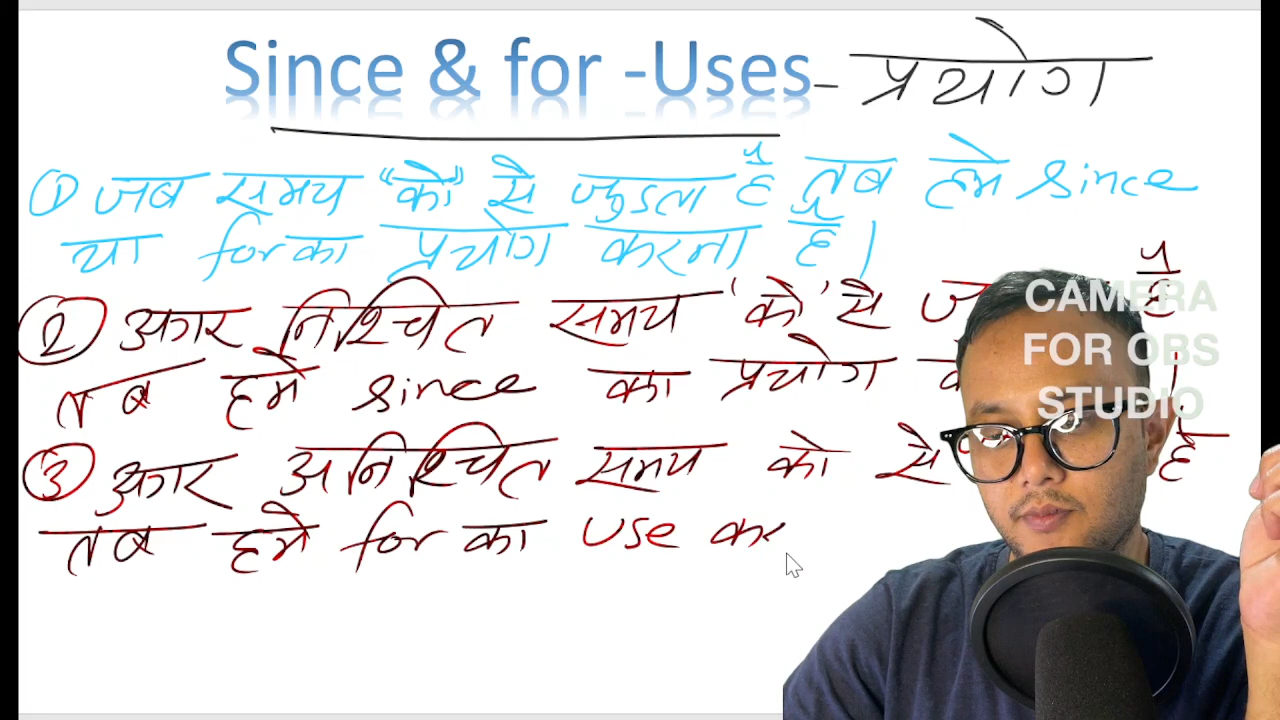 Since & for -Uses- प्रयोग
① जब समय "को" से जुडता है तब हमे since
या for का प्रयोग करना है।
② अगर निश्चित समय 'को' से
तब हमे since का प्रयोग
③ अगर अनिश्चित समय को से है
तब हमे for का use कर
CAMERA
FOR OBS
STUDIO